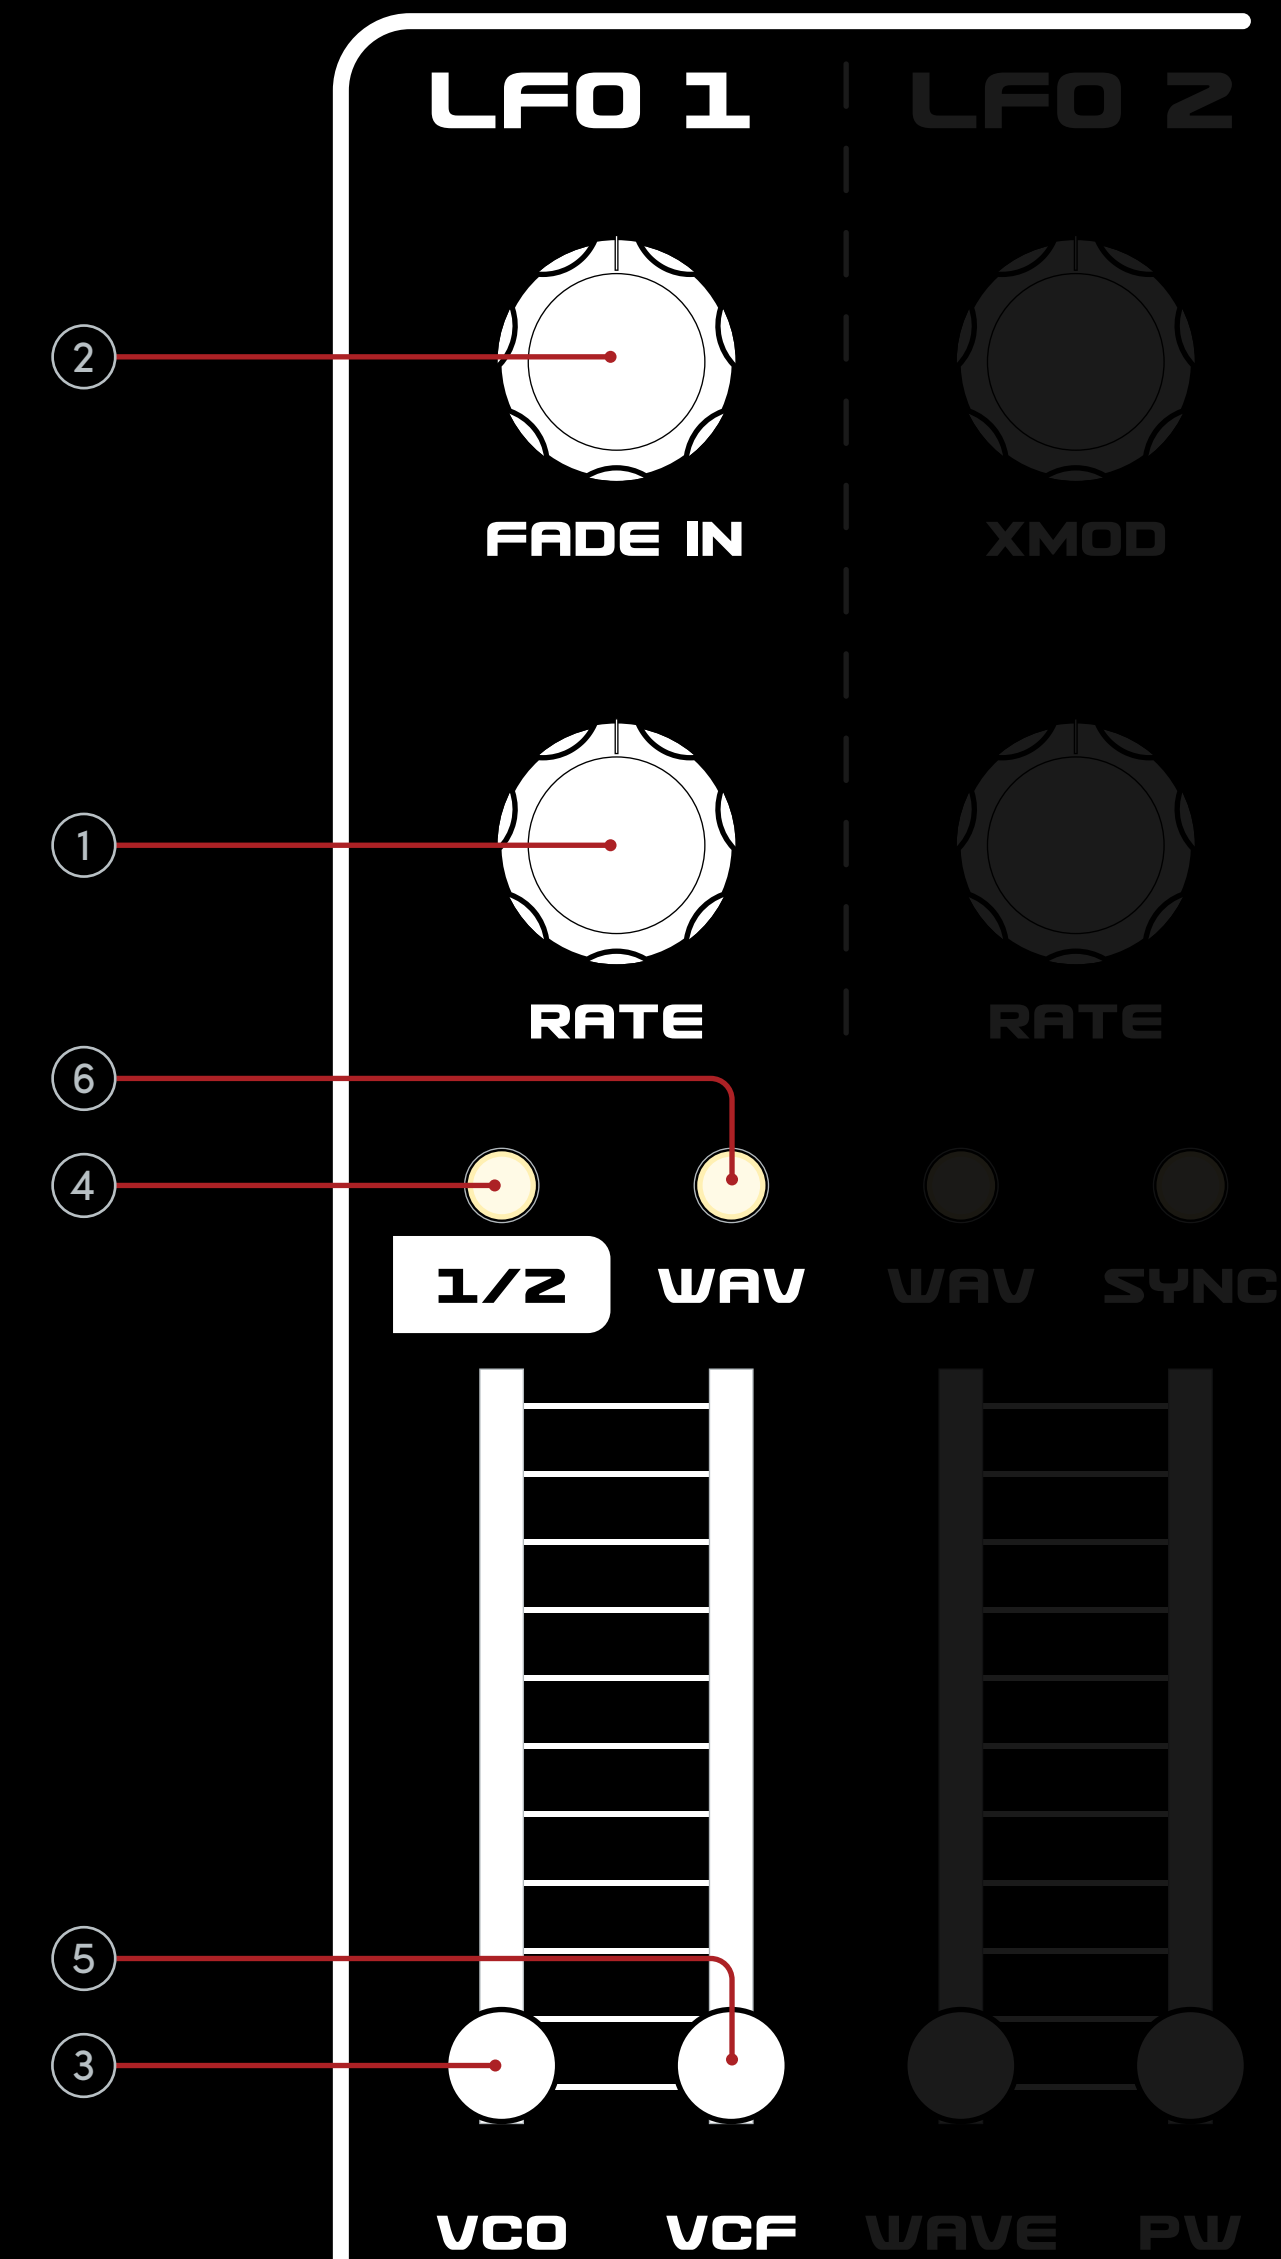 LFO 1 LFO 2
2
FADE IN XMOD
1
RATE RATE
6
4
1/2 WAV WAV SYNC
5
3
VCO VCF WAVE PW